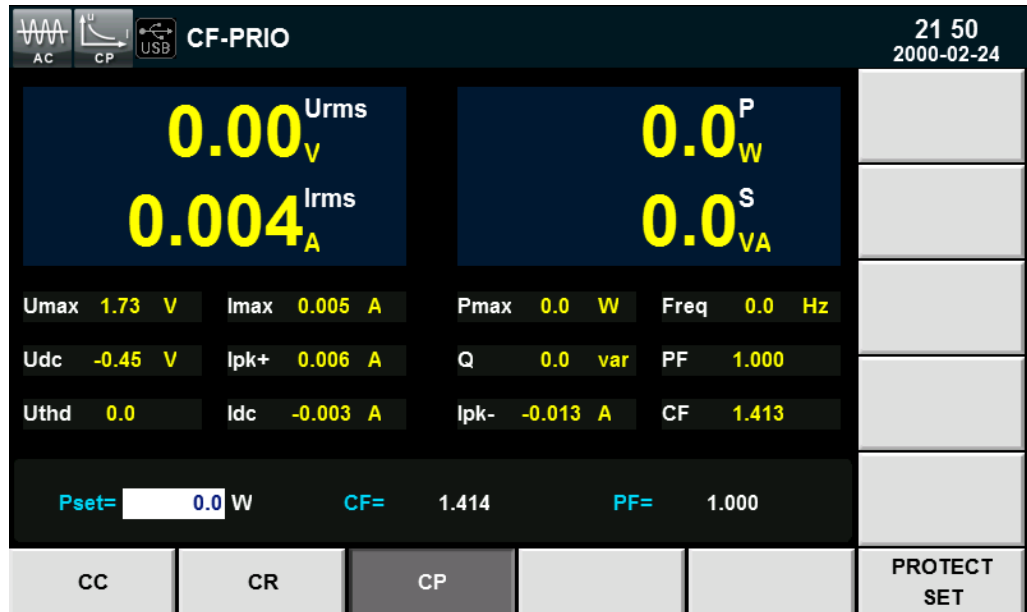 AC
U
I
CP
USB
CF-PRIO
21 50
2000-02-24
0.00 Urms V
0.0 P W
0.004 Irms A
0.0 S VA
Umax 1.73 V Imax 0.005 A Pmax 0.0 W Freq 0.0 Hz
Udc -0.45 V Ipk+ 0.006 A Q 0.0 var PF 1.000
Uthd 0.0 Idc -0.003 A Ipk- -0.013 A CF 1.413
Pset= 0.0 W CF= 1.414 PF= 1.000
CC CR CP
PROTECT
SET